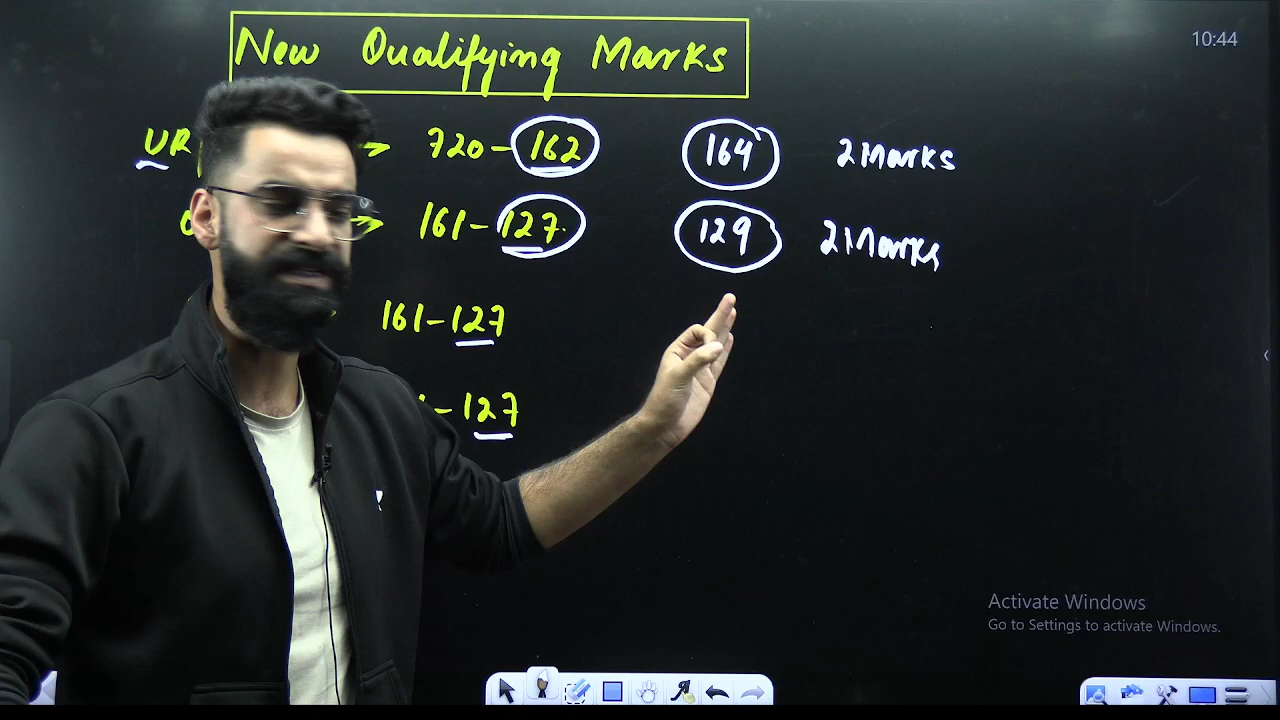 New Qualifying Marks
10:44
UR → 720 – 162 164 2 Marks
→ 161 – 127 129 2 Marks
161 – 127
– 127
Activate Windows
Go to Settings to activate Windows.